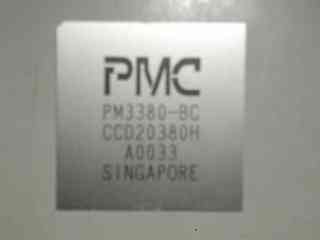 PMC
PM3380-BC
CCD20380H
A0033
SINGAPORE